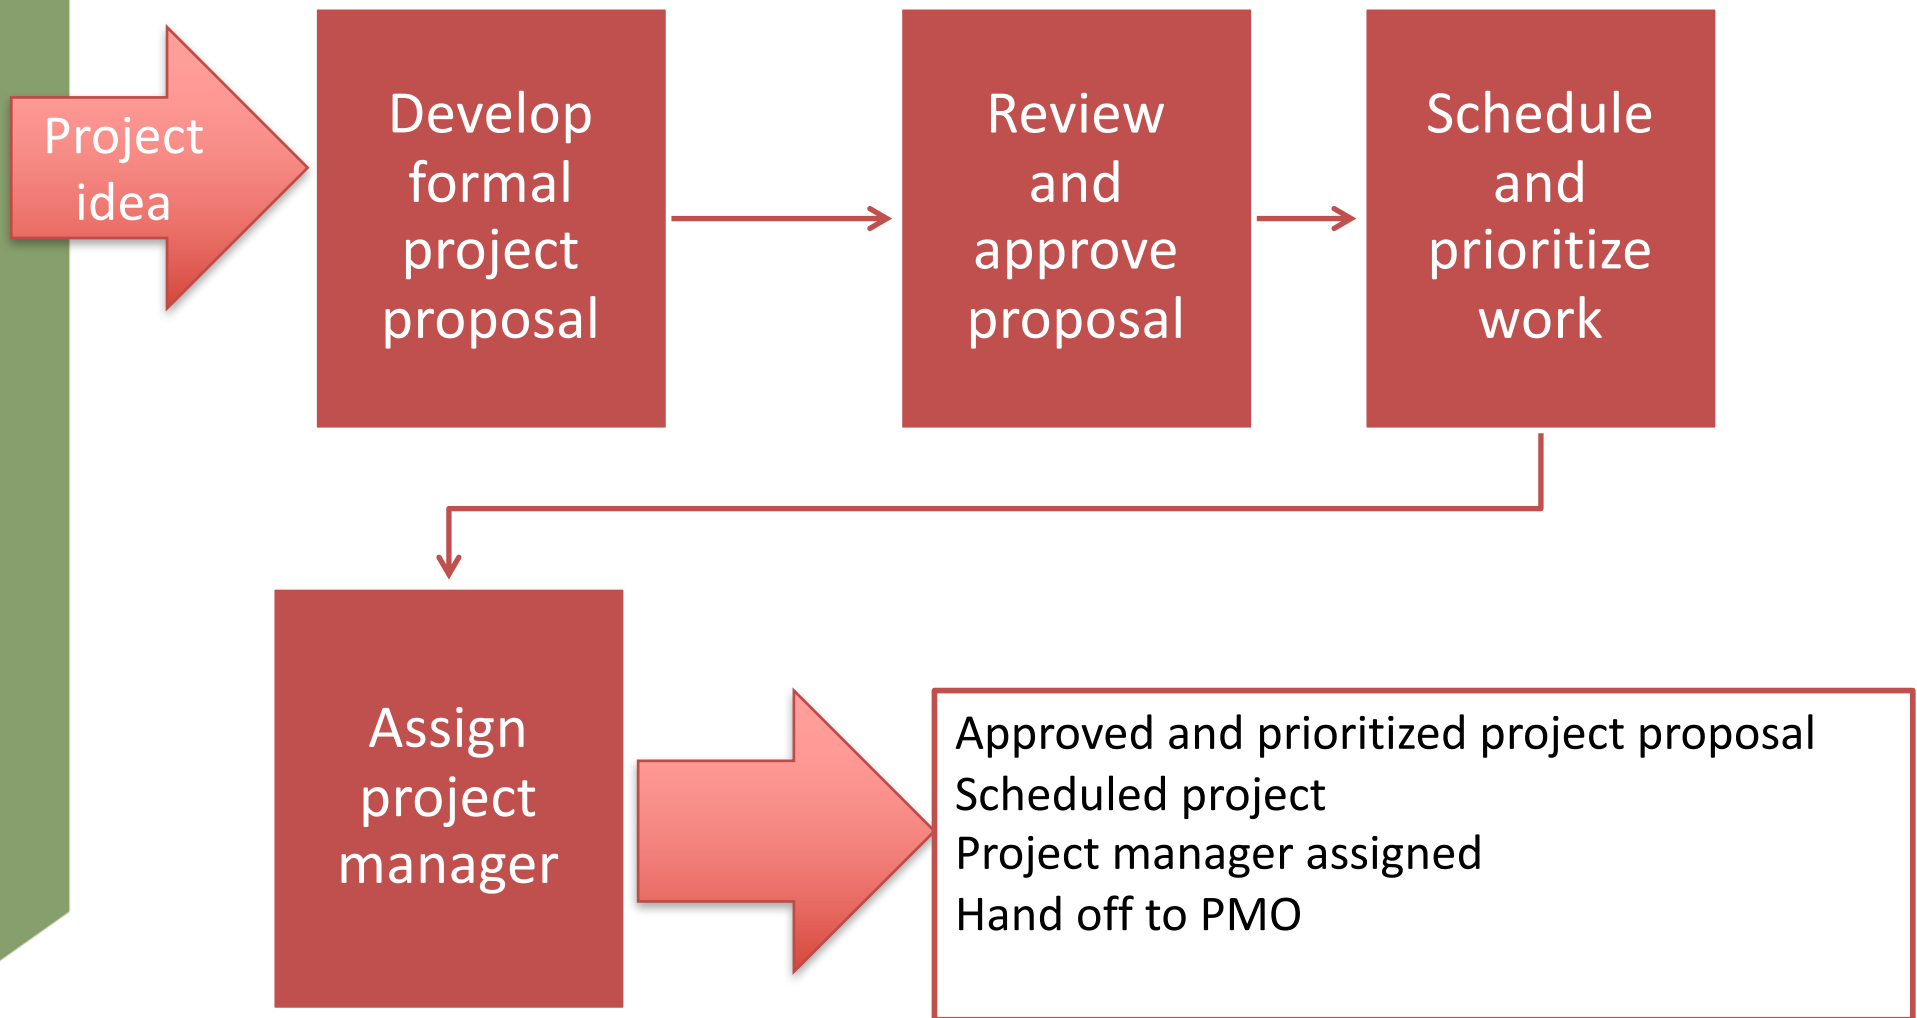 Project
idea
Develop
formal
project
proposal
Review
and
approve
proposal
Schedule
and
prioritize
work
Assign
project
manager
Approved and prioritized project proposal
Scheduled project
Project manager assigned
Hand off to PMO